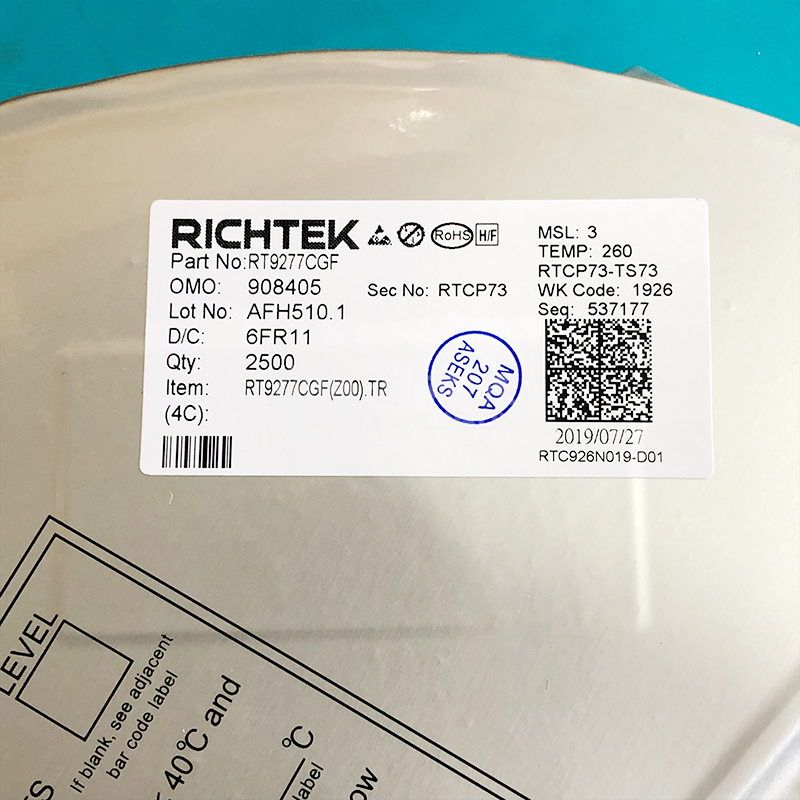 RICHTEK RoHS H/F
Part No:RT9277CGF
OMO: 908405
Sec No: RTCP73
Lot No: AFH510.1
D/C: 6FR11
Qty: 2500
Item: RT9277CGF(Z00).TR
(4C):
MSL: 3
TEMP: 260
RTCP73-TS73
WK Code: 1926
Seq: 537177
MQA
207
ASEKS
2019/07/27
RTC926N019-D01
LEVEL
If blank, see adjacent
bar code label
40°C and
°C
label